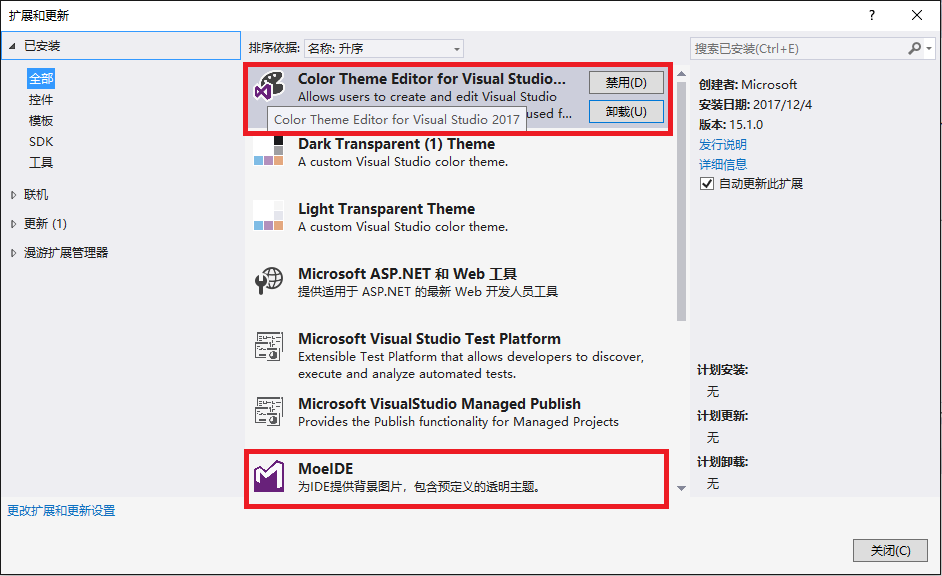 扩展和更新
已安装
全部
控件
模板
SDK
工具
联机
更新 (1)
漫游扩展管理器
更改扩展和更新设置
排序依据: 名称: 升序
Color Theme Editor for Visual Studio...
Allows users to create and edit Visual Studio
used f...
禁用(D)
卸载(U)
Color Theme Editor for Visual Studio 2017
Dark Transparent (1) Theme
A custom Visual Studio color theme.
Light Transparent Theme
A custom Visual Studio color theme.
Microsoft ASP.NET 和 Web 工具
提供适用于 ASP.NET 的最新 Web 开发人员工具
Microsoft Visual Studio Test Platform
Extensible Test Platform that allows developers to discover,
execute and analyze automated tests.
Microsoft VisualStudio Managed Publish
Provides the Publish functionality for Managed Projects
MoeIDE
为IDE提供背景图片，包含预定义的透明主题。
搜索已安装(Ctrl+E)
创建者: Microsoft
安装日期: 2017/12/4
版本: 15.1.0
发行说明
详细信息
自动更新此扩展
计划安装:
无
计划更新:
无
计划卸载:
无
关闭(C)